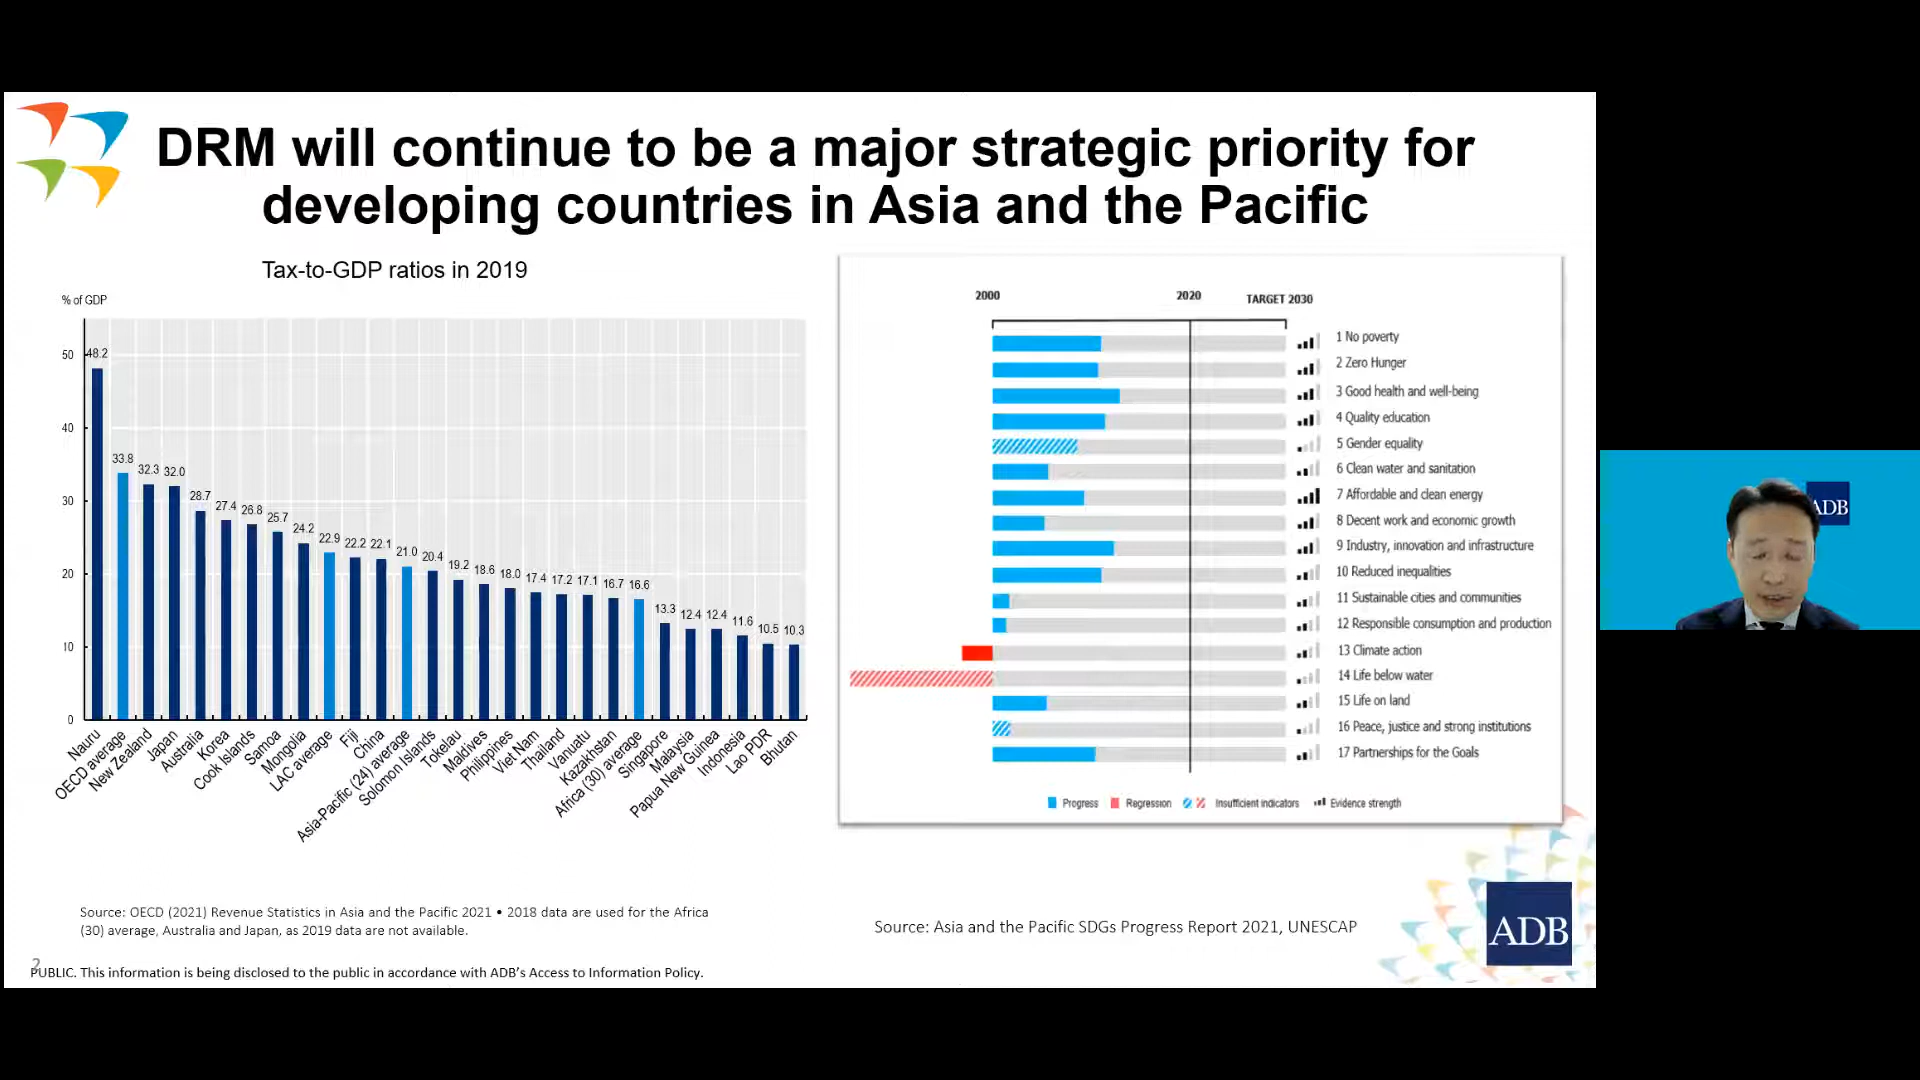 DRM will continue to be a major strategic priority for
developing countries in Asia and the Pacific
Tax-to-GDP ratios in 2019
% of GDP
50
40
30
20
10
0
48.2
33.8
32.3
32.0
28.7
27.4
26.8
25.7
24.2
22.9
22.2
22.1
21.0
20.4
19.2
18.6
18.0
17.4
17.2
17.1
16.7
16.6
13.3
12.4
12.4
11.6
10.5
10.3
Nauru
OECD average
New Zealand
Japan
Australia
Korea
Cook Islands
Samoa
Mongolia
LAC average
Fiji
China
Asia-Pacific (24) average
Solomon Islands
Tokelau
Maldives
Philippines
Viet Nam
Thailand
Vanuatu
Kazakhstan
Africa (30) average
Singapore
Malaysia
Papua New Guinea
Indonesia
Lao PDR
Bhutan
Source: OECD (2021) Revenue Statistics in Asia and the Pacific 2021 • 2018 data are used for the Africa
(30) average, Australia and Japan, as 2019 data are not available.
2000 2020 TARGET 2030
1 No poverty
2 Zero Hunger
3 Good health and well-being
4 Quality education
5 Gender equality
6 Clean water and sanitation
7 Affordable and clean energy
8 Decent work and economic growth
9 Industry, innovation and infrastructure
10 Reduced inequalities
11 Sustainable cities and communities
12 Responsible consumption and production
13 Climate action
14 Life below water
15 Life on land
16 Peace, justice and strong institutions
17 Partnerships for the Goals
Progress Regression Insufficient indicators Evidence strength
Source: Asia and the Pacific SDGs Progress Report 2021, UNESCAP
ADB
2
PUBLIC. This information is being disclosed to the public in accordance with ADB's Access to Information Policy.
ADB